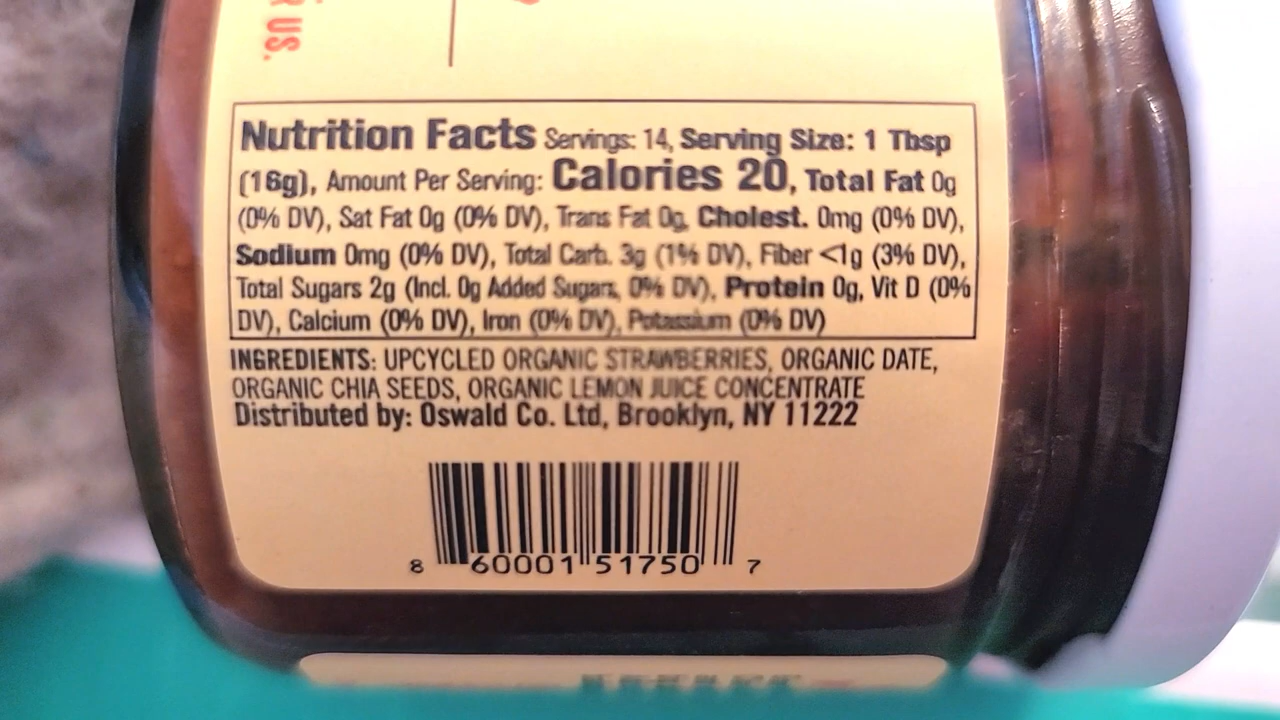 R US.
Nutrition Facts Servings: 14, Serving Size: 1 Tbsp
(16g), Amount Per Serving: Calories 20, Total Fat 0g
(0% DV), Sat Fat 0g (0% DV), Trans Fat 0g, Cholest. 0mg (0% DV),
Sodium 0mg (0% DV), Total Carb. 3g (1% DV), Fiber <1g (3% DV),
Total Sugars 2g (Incl. 0g Added Sugars, 0% DV), Protein 0g, Vit D (0%
DV), Calcium (0% DV), Iron (0% DV), Potassium (0% DV)
INGREDIENTS: UPCYCLED ORGANIC STRAWBERRIES, ORGANIC DATE,
ORGANIC CHIA SEEDS, ORGANIC LEMON JUICE CONCENTRATE
Distributed by: Oswald Co. Ltd, Brooklyn, NY 11222
8 60001 51750 7